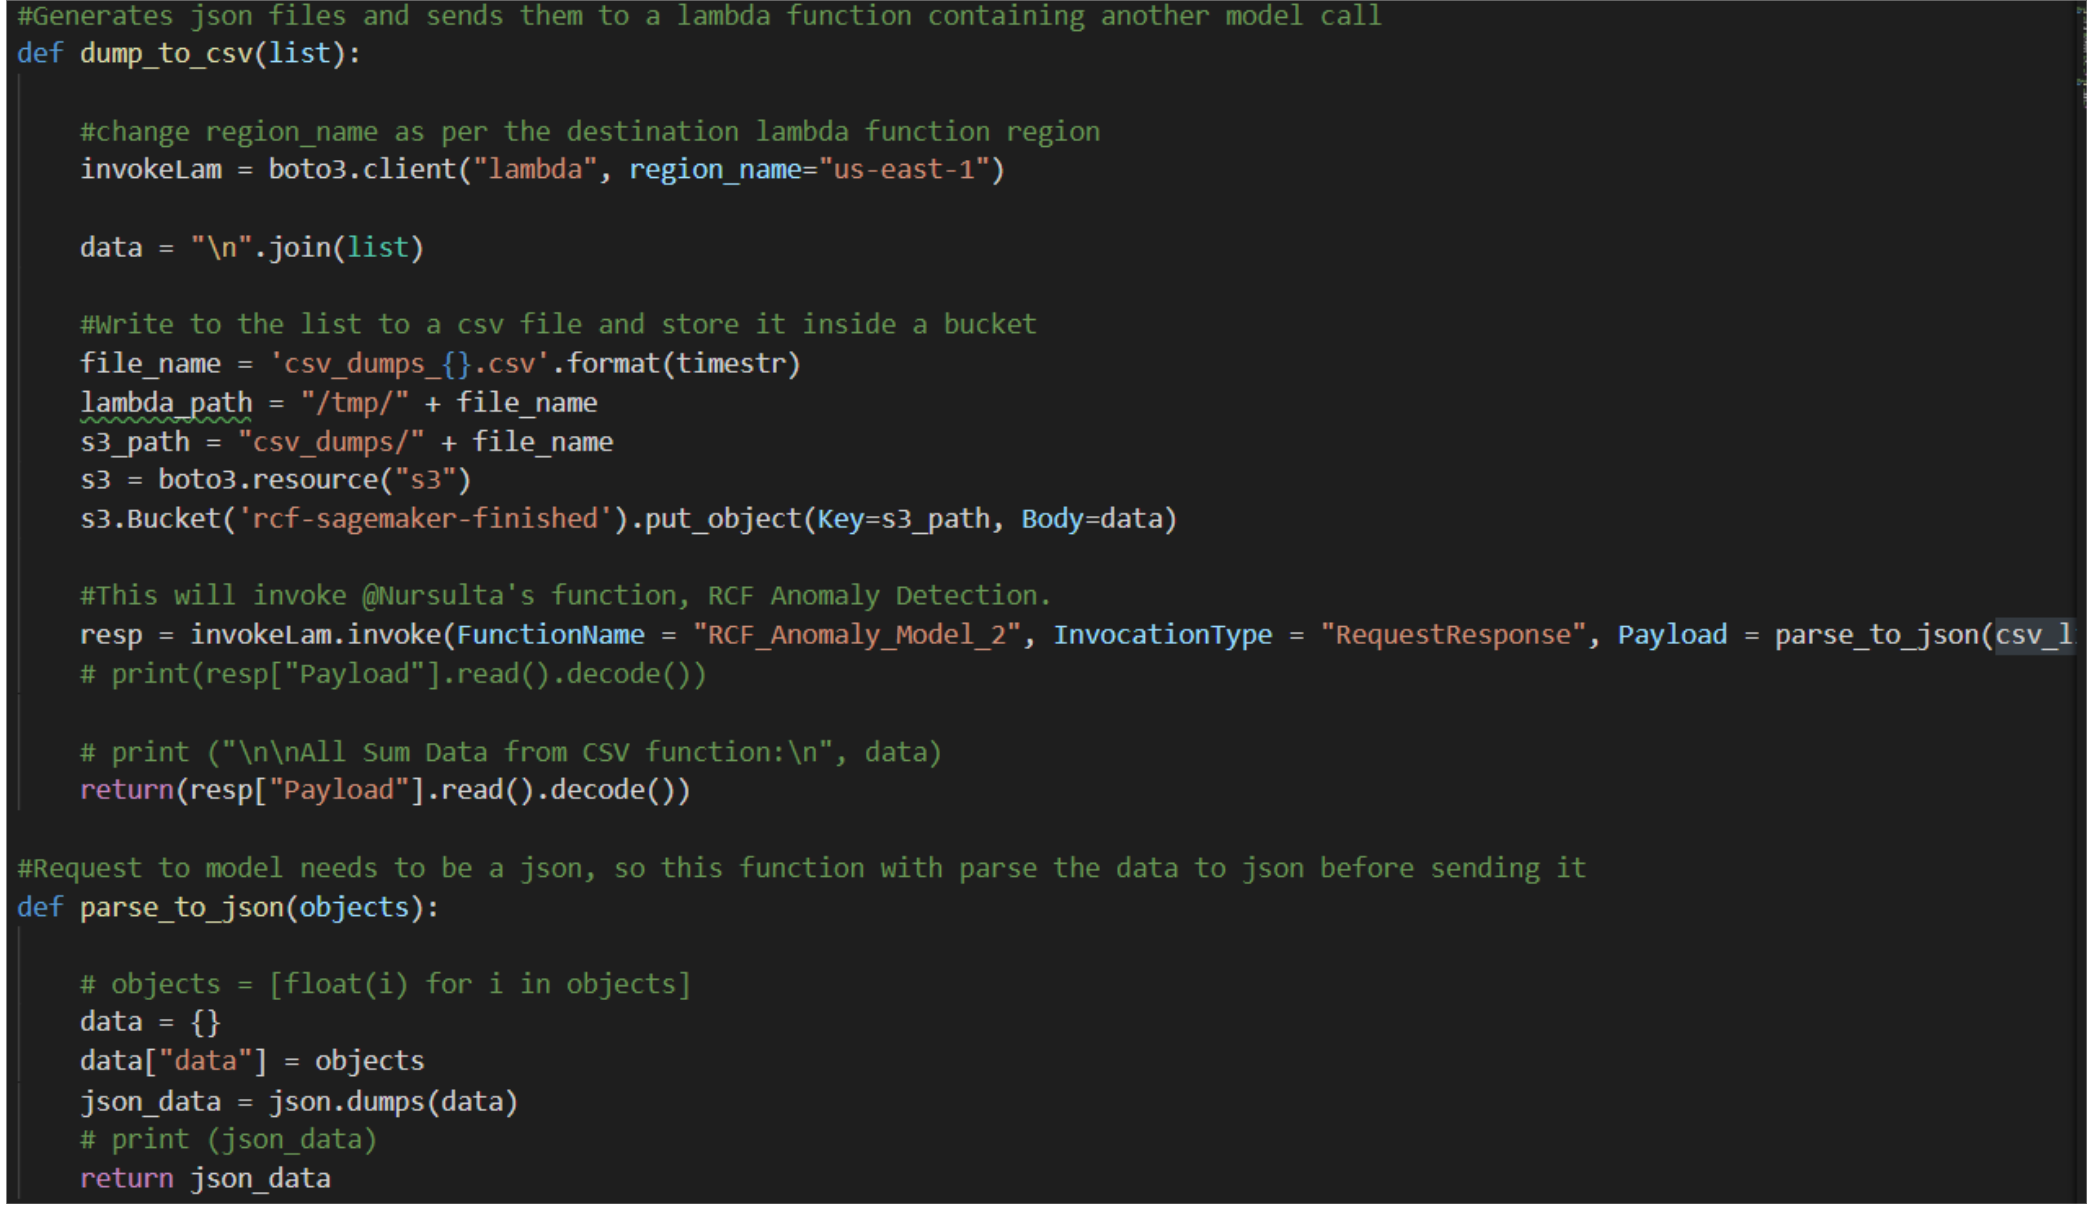 #Generates json files and sends them to a lambda function containing another model call
def dump_to_csv(list):
#change region_name as per the destination lambda function region
invokeLam = boto3.client("lambda", region_name="us-east-1")
data = "\n".join(list)
#Write to the list to a csv file and store it inside a bucket
file_name = 'csv_dumps_{}.csv'.format(timestr)
lambda_path = "/tmp/" + file_name
s3_path = "csv_dumps/" + file_name
s3 = boto3.resource("s3")
s3.Bucket('rcf-sagemaker-finished').put_object(Key=s3_path, Body=data)
#This will invoke @Nursulta's function, RCF Anomaly Detection.
resp = invokeLam.invoke(FunctionName = "RCF_Anomaly_Model_2", InvocationType = "RequestResponse", Payload = parse_to_json(csv_l
# print(resp["Payload"].read().decode())
# print ("\n\nAll Sum Data from CSV function:\n", data)
return(resp["Payload"].read().decode())
#Request to model needs to be a json, so this function with parse the data to json before sending it
def parse_to_json(objects):
# objects = [float(i) for i in objects]
data = {}
data["data"] = objects
json_data = json.dumps(data)
# print (json_data)
return json_data